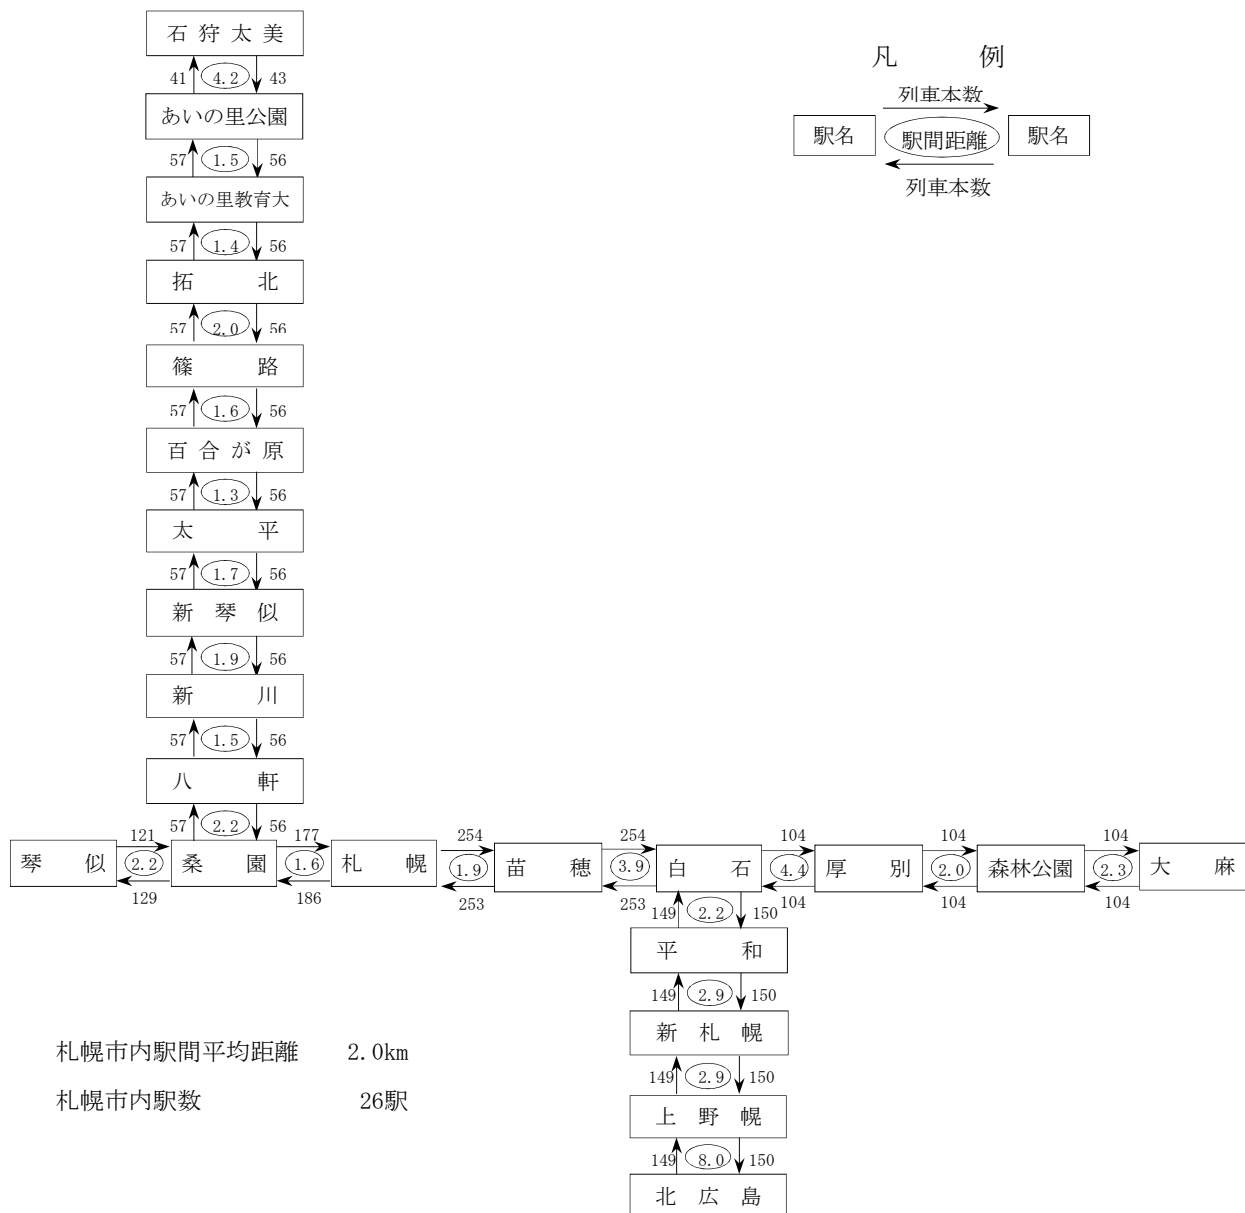 石狩太美
41 4.2 43
あいの里公園
57 1.5 56
あいの里教育大
57 1.4 56
拓北
57 2.0 56
篠路
57 1.6 56
百合が原
57 1.3 56
太平
57 1.7 56
新琴似
57 1.9 56
新川
57 1.5 56
八軒
57 2.2 56
凡例
列車本数
駅名 駅間距離 駅名
列車本数
121 177 254 254 104 104 104
琴似 2.2 桑園 1.6 札幌 1.9 苗穂 3.9 白石 4.4 厚別 2.0 森林公園 2.3 大麻
129 186 253 253 104 104 104
149 2.2 150
平和
149 2.9 150
新札幌
149 2.9 150
上野幌
149 8.0 150
北広島
札幌市内駅間平均距離 2.0km
札幌市内駅数 26駅